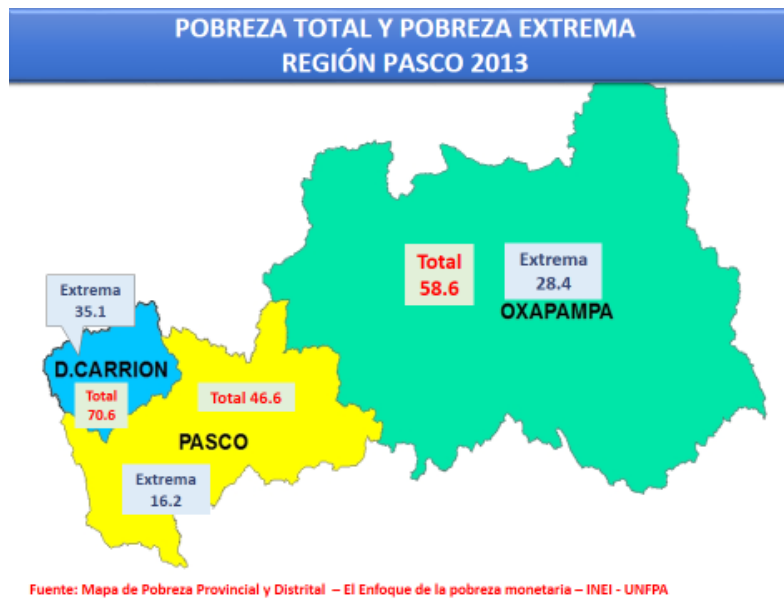 POBREZA TOTAL Y POBREZA EXTREMA
REGIÓN PASCO 2013
Total
58.6
Extrema
28.4
OXAPAMPA
Extrema
35.1
D.CARRION
Total
70.6
Total 46.6
PASCO
Extrema
16.2
Fuente: Mapa de Pobreza Provincial y Distrital – El Enfoque de la pobreza monetaria – INEI - UNFPA